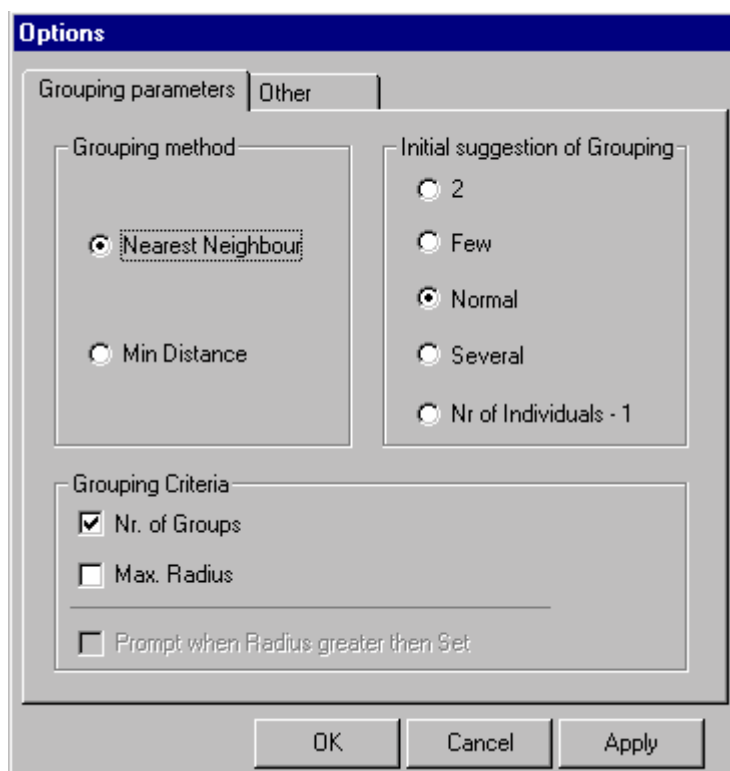 Options
Grouping parameters
Other
Grouping method
Nearest Neighbour
Min Distance
Initial suggestion of Grouping
2
Few
Normal
Several
Nr of Individuals - 1
Grouping Criteria
Nr. of Groups
Max. Radius
Prompt when Radius greater then Set
OK
Cancel
Apply